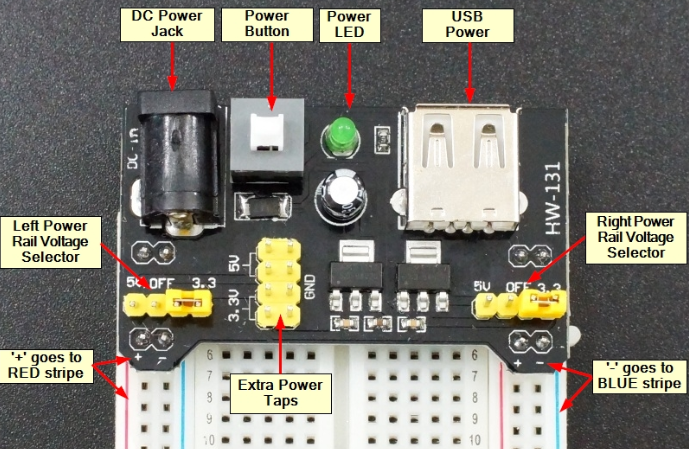 DC Power
Jack
Power
Button
Power
LED
USB
Power
DC-IN
HW-131
Left Power
Rail Voltage
Selector
Right Power
Rail Voltage
Selector
5V OFF 3.3
5V
3.3V
GND
5V OFF 3.3
'+' goes to
RED stripe
+ −
Extra Power
Taps
+ −
'-' goes to
BLUE stripe
6
7
8
9
10
6
7
8
9
10